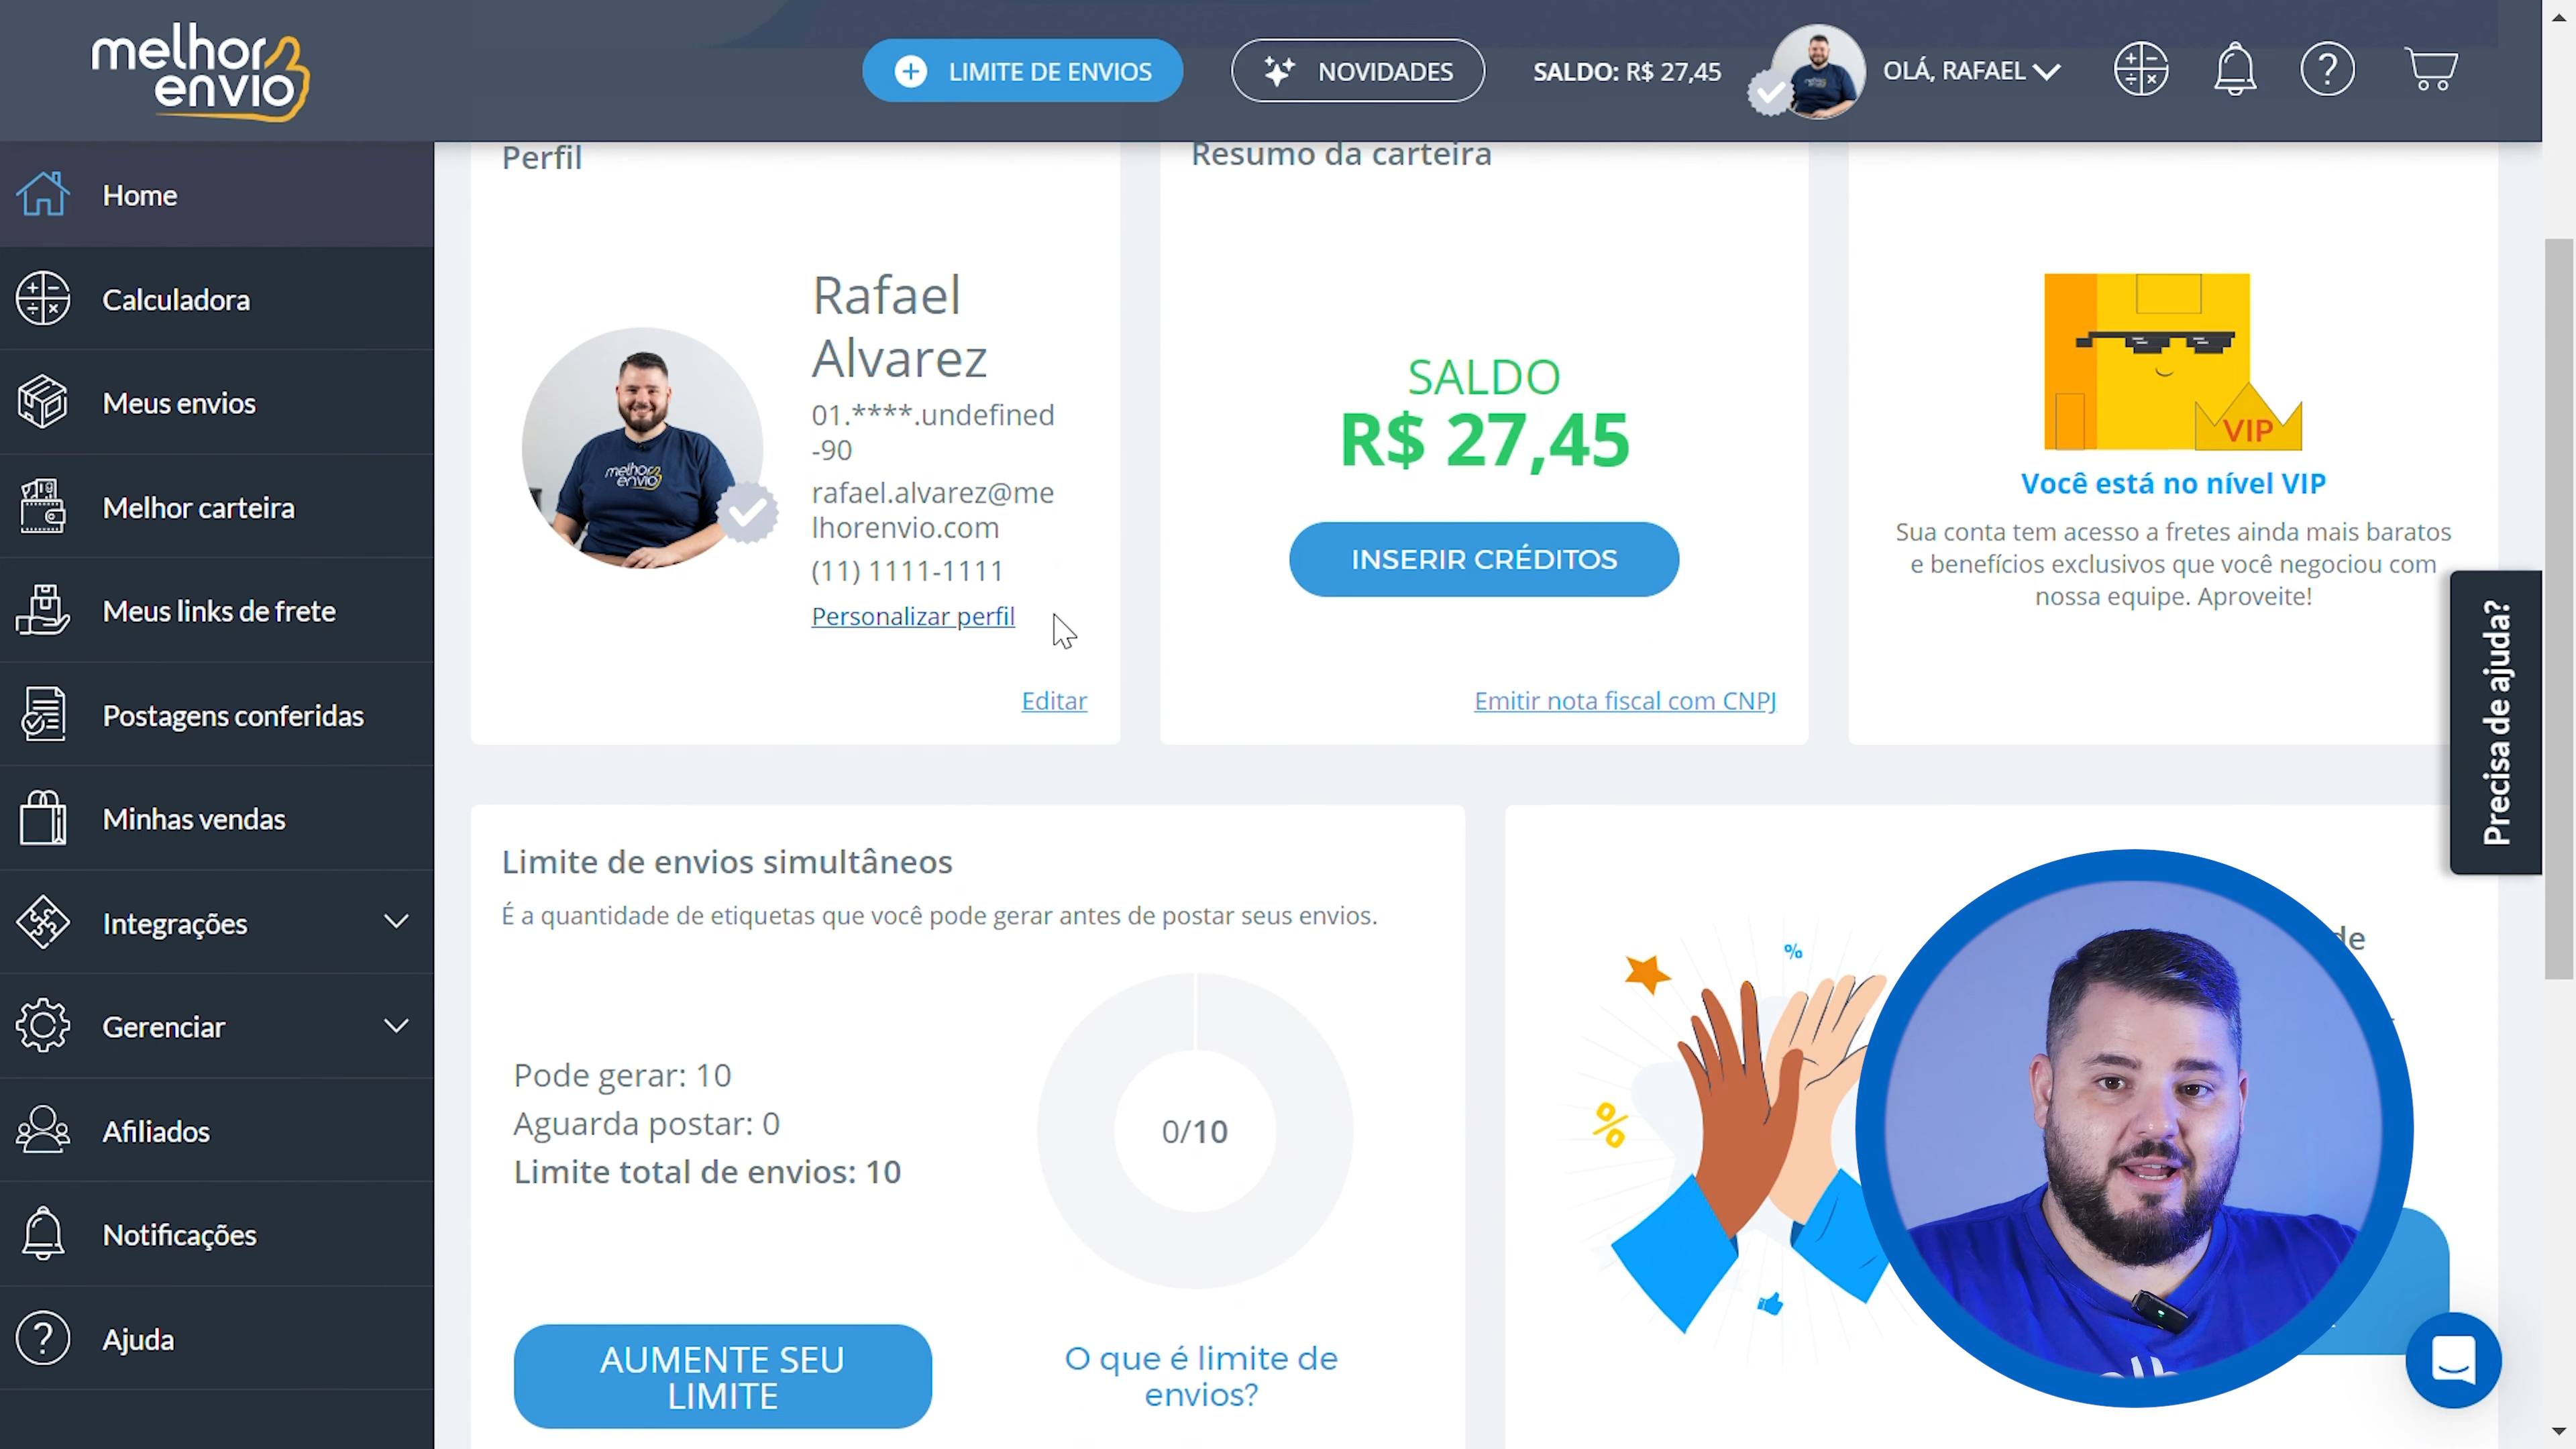 melhor
envio
LIMITE DE ENVIOS
NOVIDADES
SALDO: R$ 27,45
OLÁ, RAFAEL
Home
Calculadora
Meus envios
Melhor carteira
Meus links de frete
Postagens conferidas
Minhas vendas
Integrações
Gerenciar
Afiliados
Notificações
Ajuda
Perfil
melhor
envio
Rafael
Alvarez
01.****.undefined
-90
rafael.alvarez@me
lhorenvio.com
(11) 1111-1111
Personalizar perfil
Editar
Resumo da carteira
SALDO
R$ 27,45
INSERIR CRÉDITOS
Emitir nota fiscal com CNPJ
VIP
Você está no nível VIP
Sua conta tem acesso a fretes ainda mais baratos
e benefícios exclusivos que você negociou com
nossa equipe. Aproveite!
Precisa de ajuda?
Limite de envios simultâneos
É a quantidade de etiquetas que você pode gerar antes de postar seus envios.
Pode gerar: 10
Aguarda postar: 0
Limite total de envios: 10
0/10
AUMENTE SEU
LIMITE
O que é limite de
envios?
%
%
de